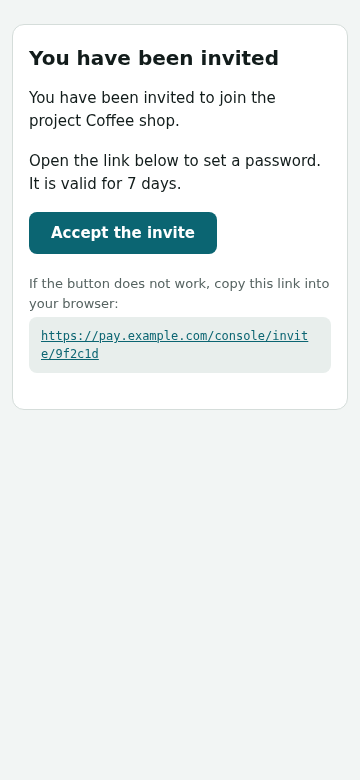 You have been invited
You have been invited to join the
project Coffee shop.
Open the link below to set a password.
It is valid for 7 days.
Accept the invite
If the button does not work, copy this link into
your browser:
https://pay.example.com/console/invit
e/9f2c1d